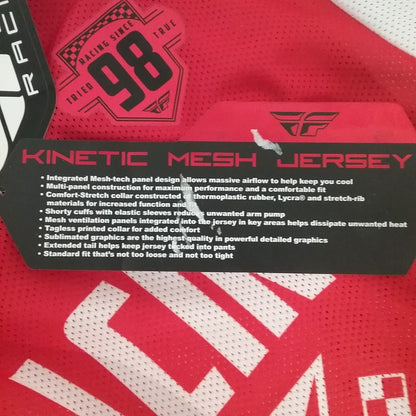 RACING SINCE
98
TRIED
TRUE
RACE
KINETIC MESH JERSEY
• Integrated Mesh-tech panel design allows massive airflow to help keep you cool
• Multi-panel construction for maximum performance and a comfortable fit
• Comfort-Stretch collar constructed of thermoplastic rubber, Lycra® and stretch-rib
materials for increased function and
• Shorty cuffs with elastic sleeves reduces unwanted arm pump
• Mesh ventilation panels integrated into the jersey in key areas helps dissipate unwanted heat
• Tagless printed collar for added comfort
• Sublimated graphics are the highest quality in powerful detailed graphics
• Extended tail helps keep jersey tucked into pants
• Standard fit that's not too loose and not too tight